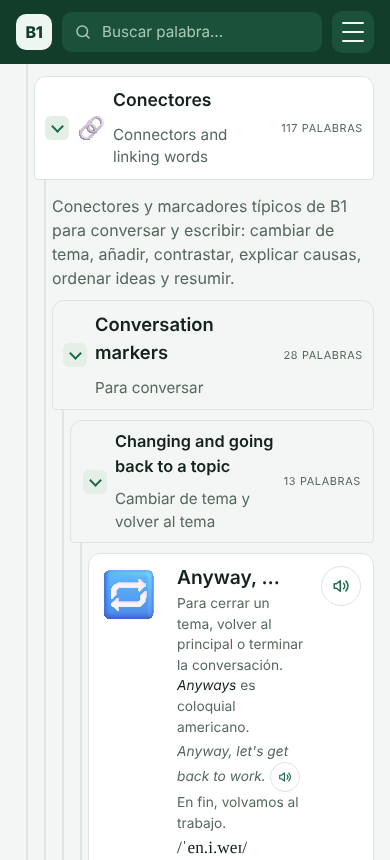 B1
Buscar palabra...
Conectores
Connectors and
linking words
117 PALABRAS
Conectores y marcadores típicos de B1
para conversar y escribir: cambiar de
tema, añadir, contrastar, explicar causas,
ordenar ideas y resumir.
Conversation
markers
Para conversar
28 PALABRAS
Changing and going
back to a topic
Cambiar de tema y
volver al tema
13 PALABRAS
Anyway, ...
Para cerrar un
tema, volver al
principal o terminar
la conversación.
Anyways es
coloquial
americano.
Anyway, let's get
back to work.
En fin, volvamos al
trabajo.
/ˈen.i.weɪ/